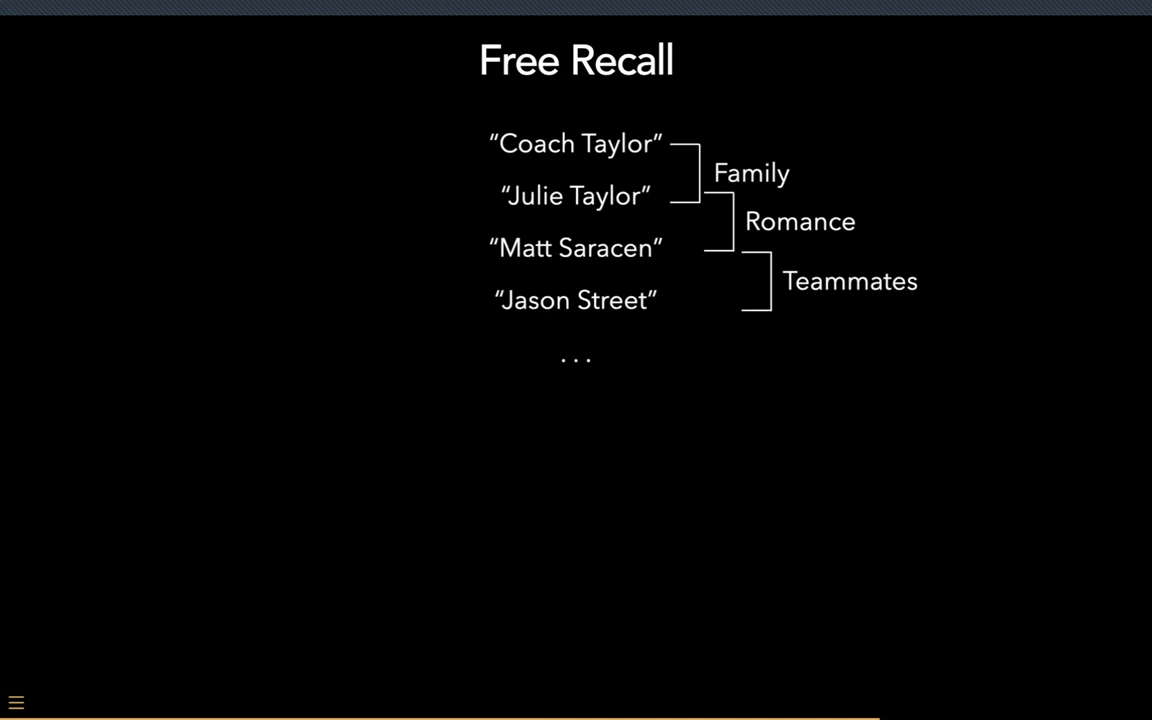 Free Recall
“Coach Taylor”
Family
“Julie Taylor”
Romance
“Matt Saracen”
Teammates
“Jason Street”
...